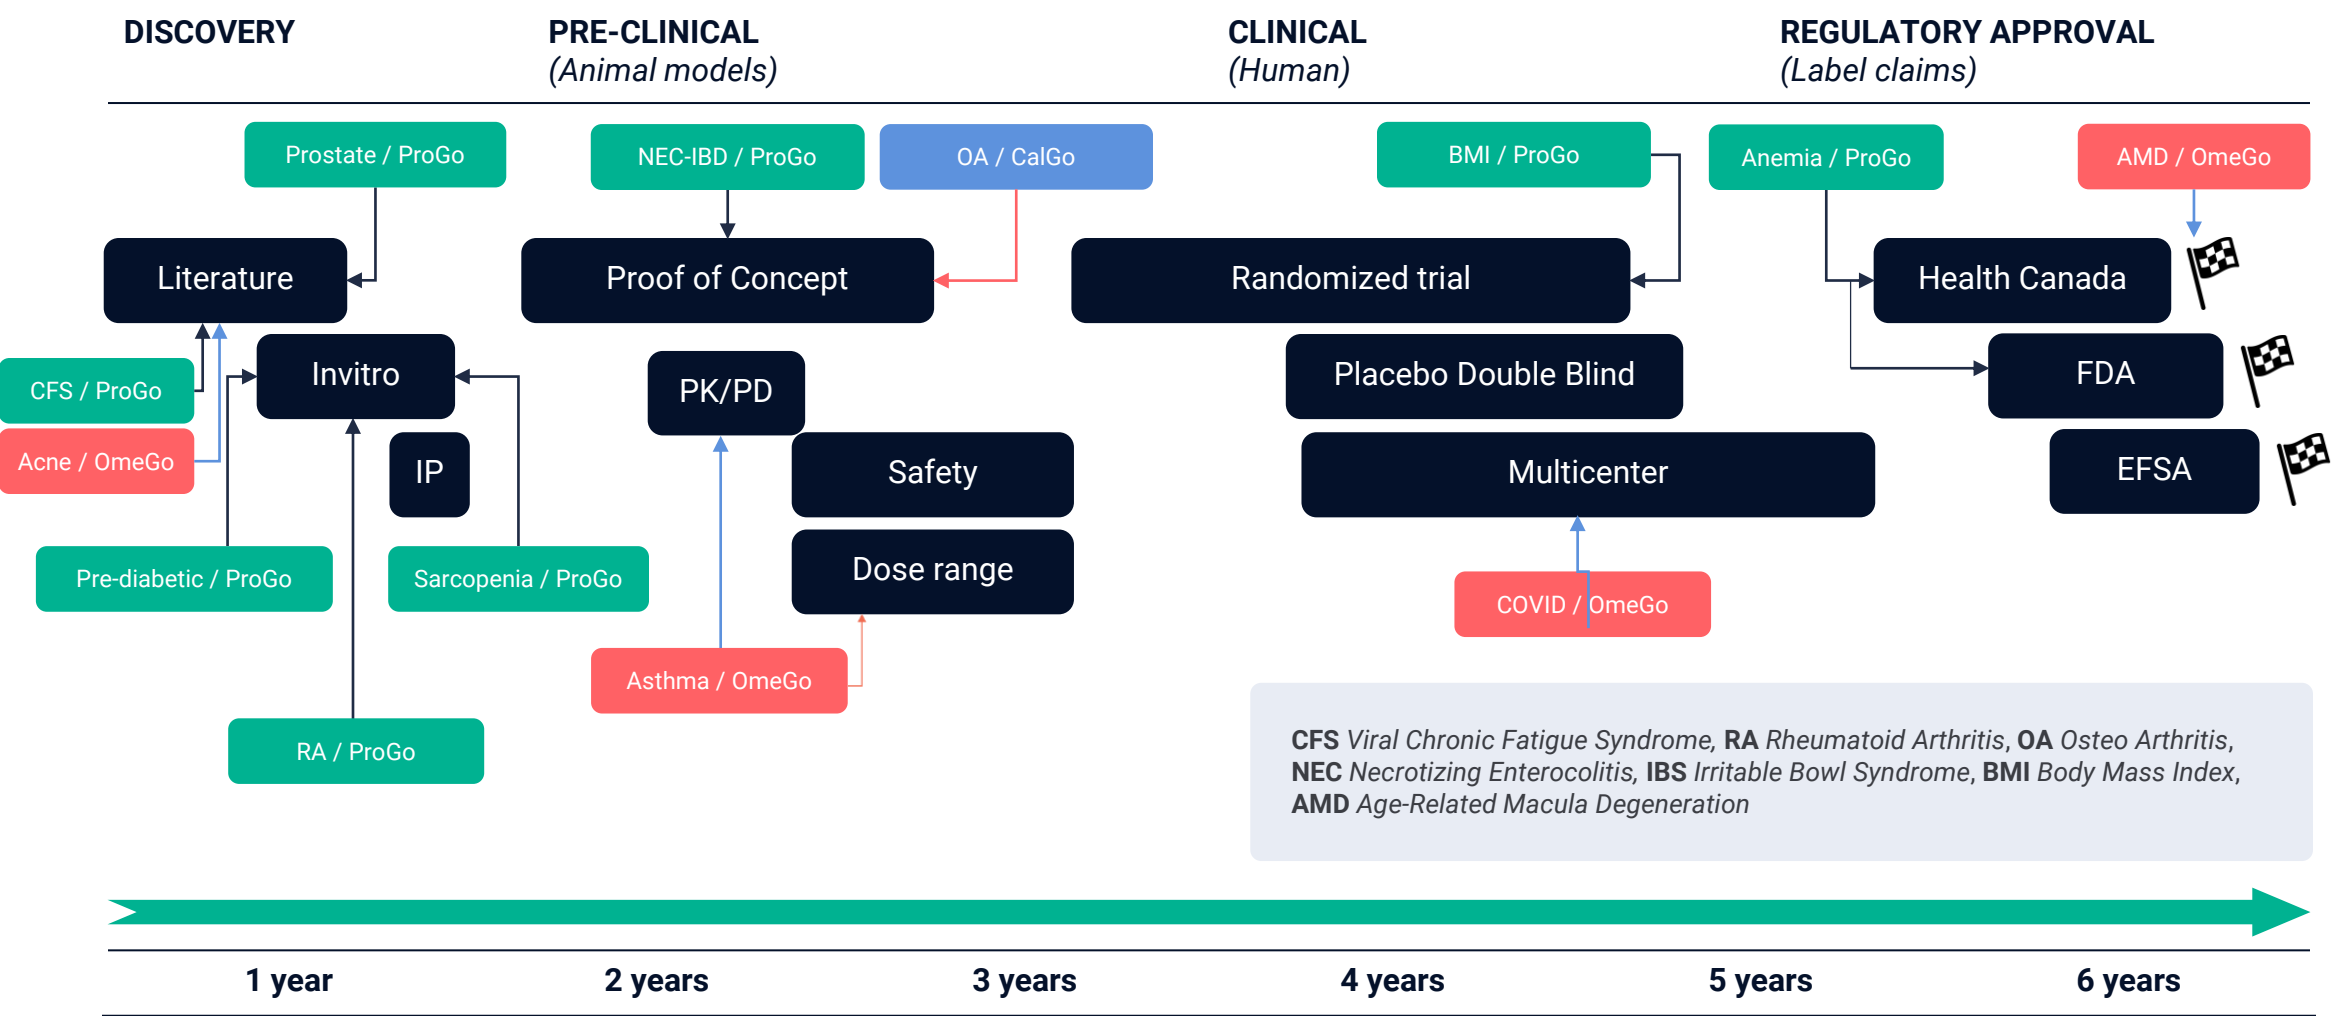 DISCOVERY
PRE-CLINICAL
(Animal models)
CLINICAL
(Human)
REGULATORY APPROVAL
(Label claims)
Prostate / ProGo
NEC-IBD / ProGo
OA / CalGo
BMI / ProGo
Anemia / ProGo
AMD / OmeGo
Literature
Proof of Concept
Randomized trial
Health Canada
Invitro
PK/PD
Placebo Double Blind
FDA
CFS / ProGo
Acne / OmeGo
IP
Safety
Multicenter
EFSA
Pre-diabetic / ProGo
Sarcopenia / ProGo
Dose range
COVID / OmeGo
Asthma / OmeGo
RA / ProGo
CFS Viral Chronic Fatigue Syndrome, RA Rheumatoid Arthritis, OA Osteo Arthritis,
NEC Necrotizing Enterocolitis, IBS Irritable Bowl Syndrome, BMI Body Mass Index,
AMD Age-Related Macula Degeneration
1 year
2 years
3 years
4 years
5 years
6 years